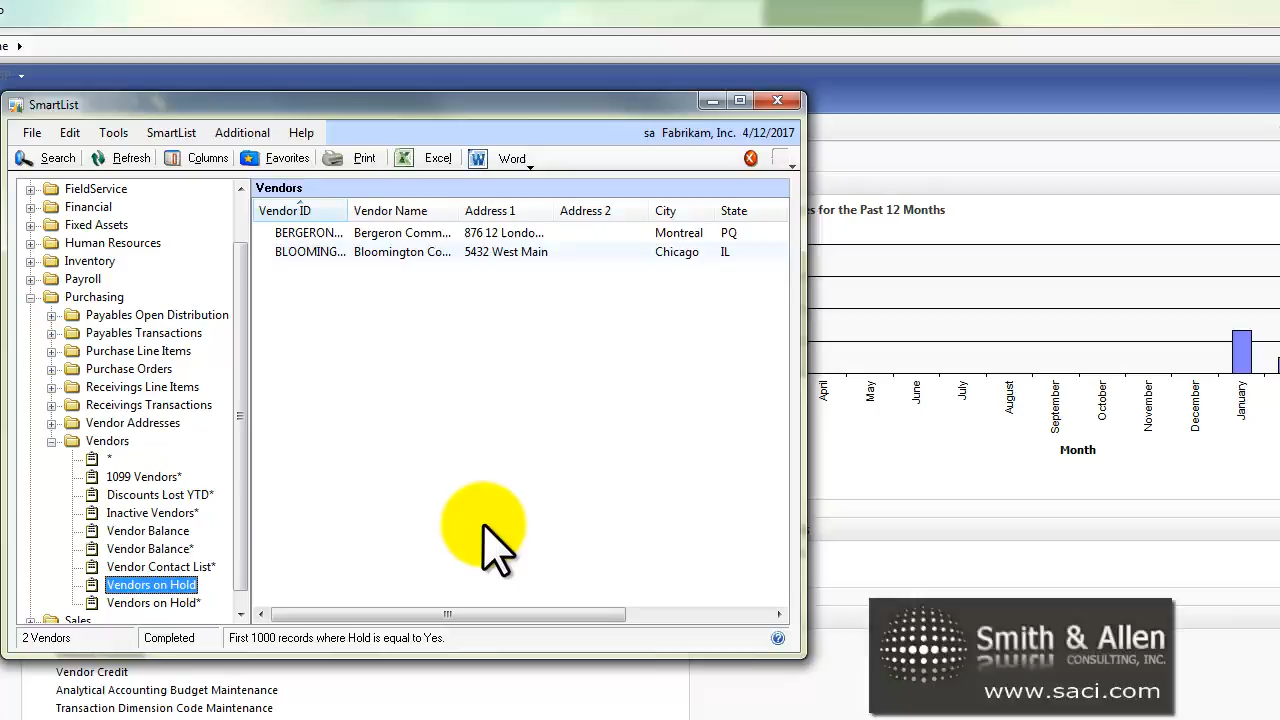 SmartList
File Edit Tools SmartList Additional Help sa Fabrikam, Inc. 4/12/2017
Search Refresh Columns Favorites Print Excel Word
FieldService
Financial
Fixed Assets
Human Resources
Inventory
Payroll
Purchasing
Payables Open Distribution
Payables Transactions
Purchase Line Items
Purchase Orders
Receivings Line Items
Receivings Transactions
Vendor Addresses
Vendors
*
1099 Vendors*
Discounts Lost YTD*
Inactive Vendors*
Vendor Balance
Vendor Balance*
Vendor Contact List*
Vendors on Hold
Vendors on Hold*
Sales
Vendors
Vendor ID Vendor Name Address 1 Address 2 City State
BERGERON... Bergeron Comm... 876 12 Londo... Montreal PQ
BLOOMING... Bloomington Co... 5432 West Main Chicago IL
2 Vendors Completed First 1000 records where Hold is equal to Yes.
for the Past 12 Months
April May June July August September October November December January
Month
Vendor Credit
Analytical Accounting Budget Maintenance
Transaction Dimension Code Maintenance
Smith & Allen
CONSULTING, INC.
www.saci.com